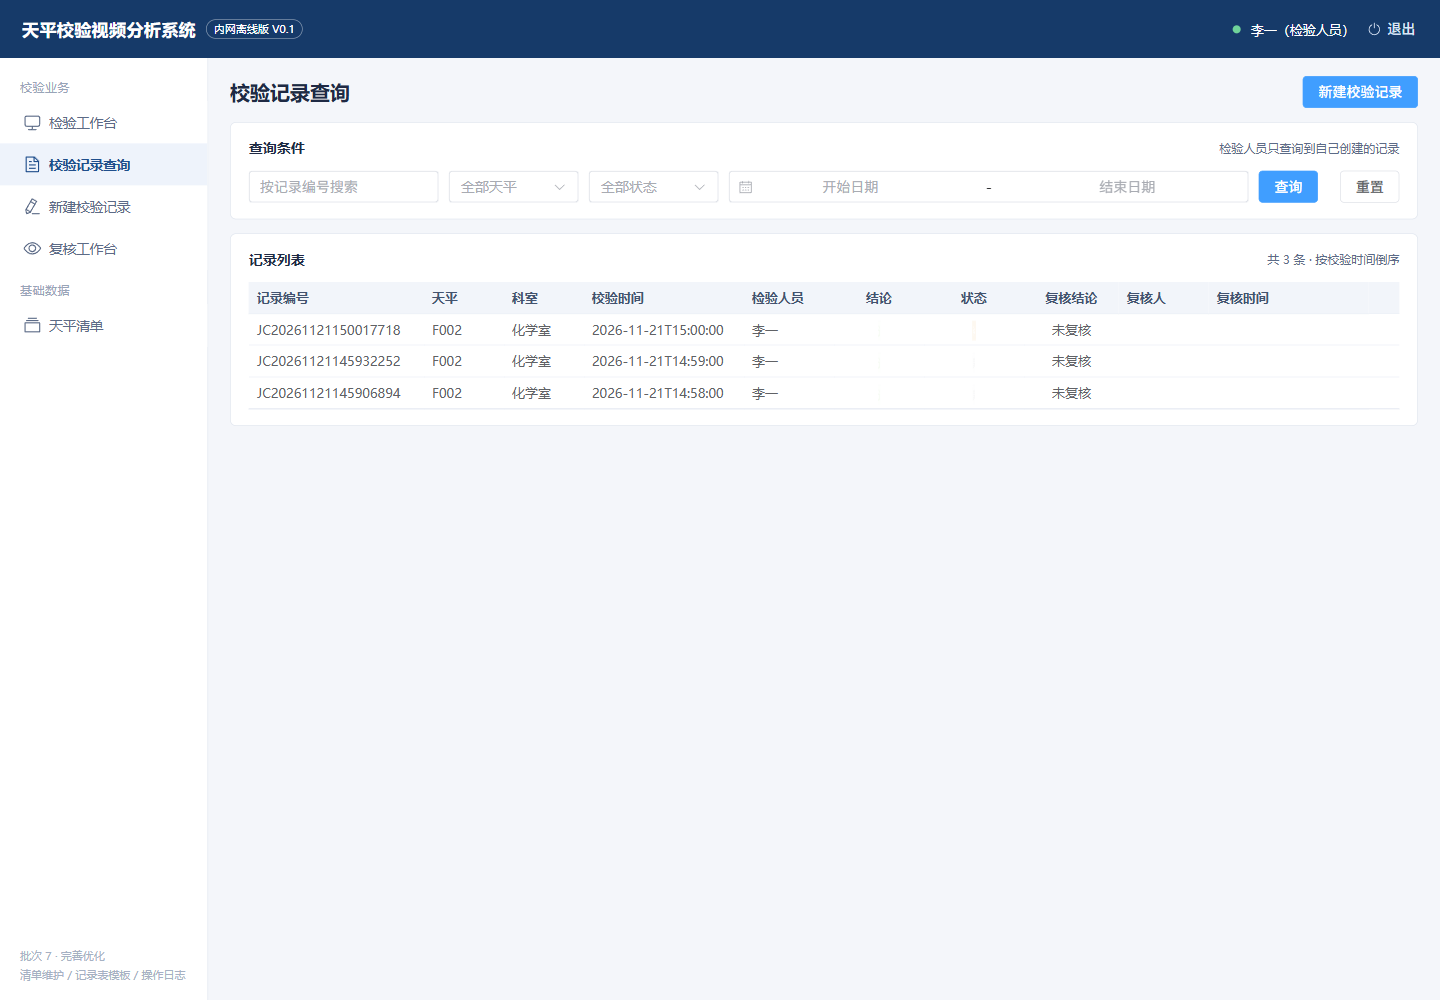 天平校验视频分析系统 内网离线版 V0.1 李一 (检验人员) 退出
校验业务
检验工作台
校验记录查询
新建校验记录
复核工作台
基础数据
天平清单
批次 7 · 完善优化
清单维护 / 记录表模板 / 操作日志
校验记录查询 新建校验记录
查询条件 检验人员只查询到自己创建的记录
按记录编号搜索 全部天平 全部状态 开始日期 - 结束日期 查询 重置
记录列表 共 3 条 · 按校验时间倒序
记录编号 天平 科室 校验时间 检验人员 结论 状态 复核结论 复核人 复核时间
JC20261121150017718 F002 化学室 2026-11-21T15:00:00 李一 未复核
JC20261121145932252 F002 化学室 2026-11-21T14:59:00 李一 未复核
JC20261121145906894 F002 化学室 2026-11-21T14:58:00 李一 未复核